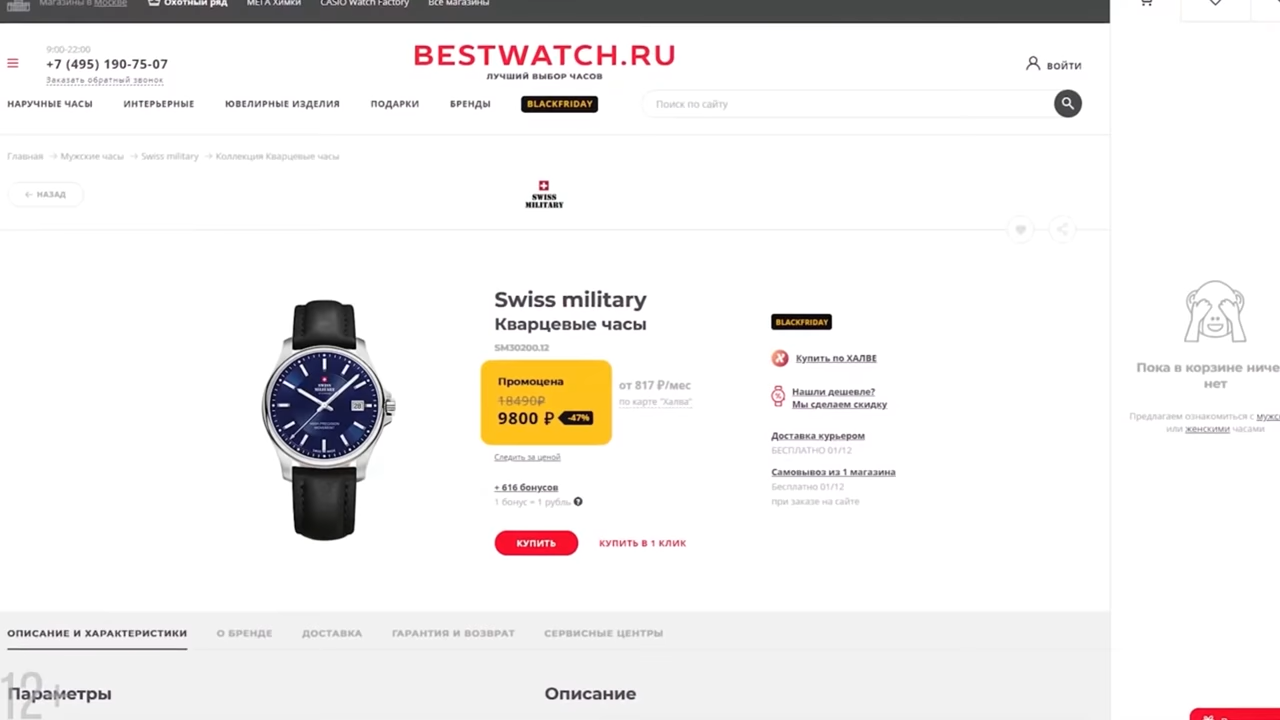 Магазины в Москве
Охотный ряд
МЕГА Химки
CASIO Watch Factory
Все магазины
9:00-22:00
+7 (495) 190-75-07
Заказать обратный звонок
BESTWATCH.RU
ЛУЧШИЙ ВЫБОР ЧАСОВ
ВОЙТИ
НАРУЧНЫЕ ЧАСЫ
ИНТЕРЬЕРНЫЕ
ЮВЕЛИРНЫЕ ИЗДЕЛИЯ
ПОДАРКИ
БРЕНДЫ
BLACKFRIDAY
Поиск по сайту
Главная → Мужские часы → Swiss military → Коллекция Кварцевые часы
← НАЗАД
SWISS
MILITARY
Swiss military
Кварцевые часы
SM30200.12
Промоцена
18490₽
9800 ₽ -47%
от 817 ₽/мес
по карте "Халва"
Следить за ценой
+ 616 бонусов
1 бонус = 1 рубль
КУПИТЬ
КУПИТЬ В 1 КЛИК
BLACKFRIDAY
Купить по ХАЛВЕ
Нашли дешевле?
Мы сделаем скидку
Доставка курьером
БЕСПЛАТНО 01/12
Самовывоз из 1 магазина
Бесплатно 01/12
при заказе на сайте
SWISS
MILITARY
28
Пока в корзине ниче
нет
Предлагаем ознакомиться с мужс
или женскими часами
ОПИСАНИЕ И ХАРАКТЕРИСТИКИ
О БРЕНДЕ
ДОСТАВКА
ГАРАНТИЯ И ВОЗВРАТ
СЕРВИСНЫЕ ЦЕНТРЫ
Параметры
Описание
12+